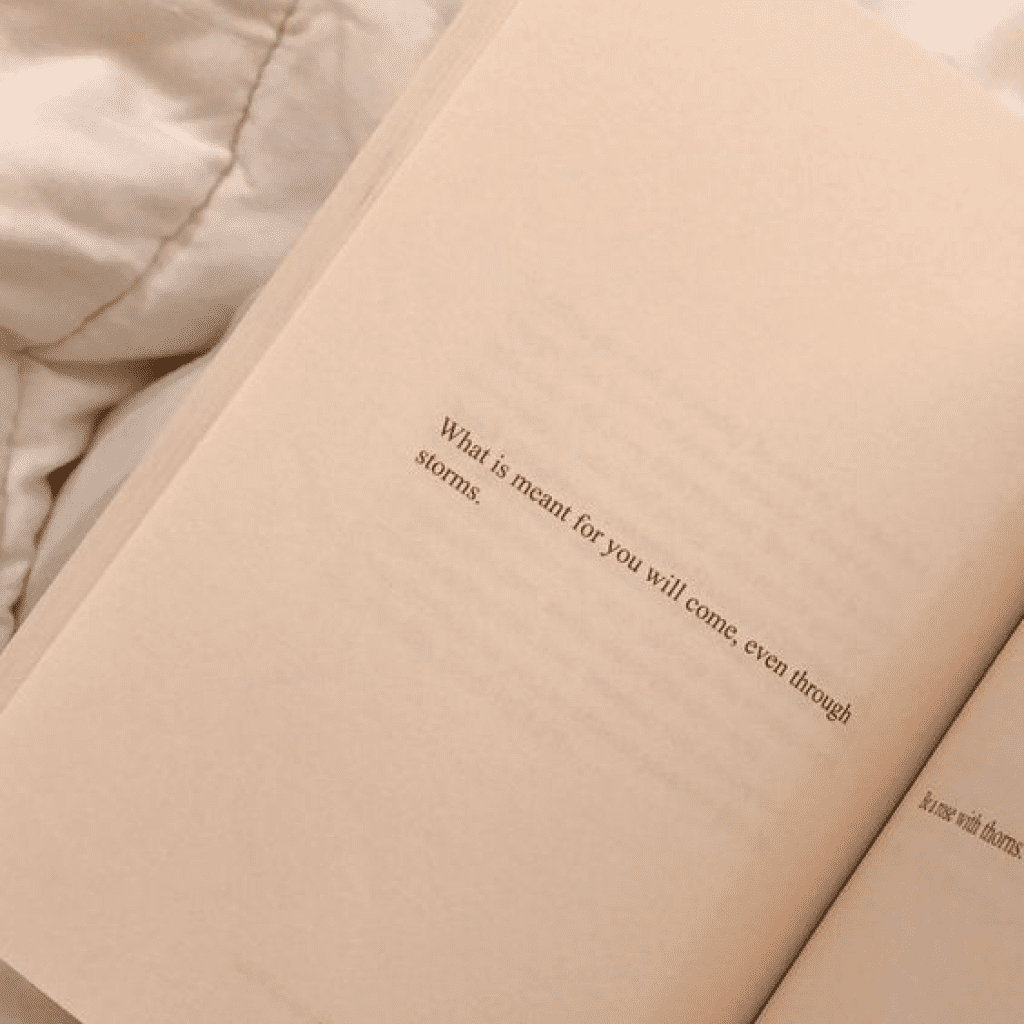 What is meant for you will come, even through
storms.
Be a rose with thorns.